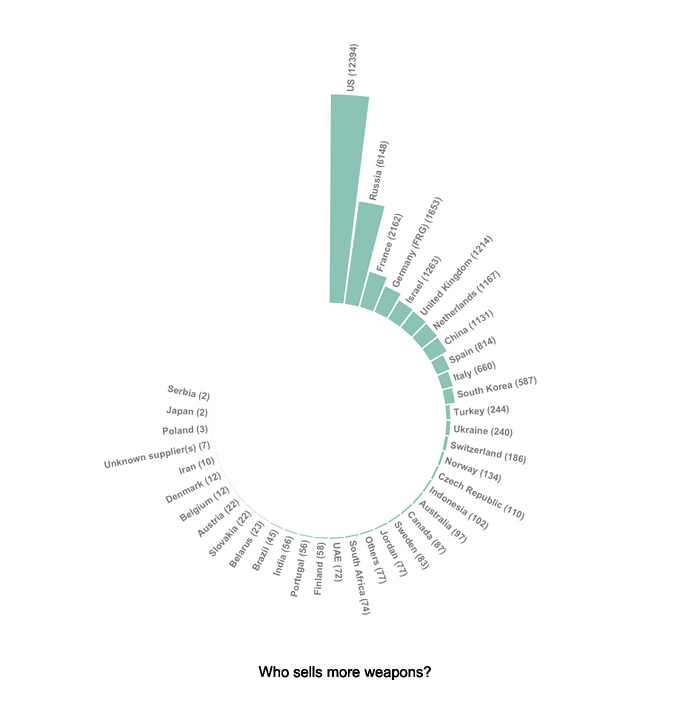 US (12394)
Russia (6148)
France (2162)
Germany (FRG) (1653)
Israel (1263)
United Kingdom (1214)
Netherlands (1167)
China (1131)
Spain (814)
Italy (660)
South Korea (587)
Turkey (244)
Ukraine (240)
Switzerland (186)
Norway (134)
Czech Republic (110)
Indonesia (102)
Australia (97)
Canada (87)
Sweden (83)
Jordan (77)
Others (77)
South Africa (74)
UAE (72)
Finland (58)
Portugal (56)
India (56)
Brazil (45)
Belarus (23)
Slovakia (22)
Austria (22)
Belgium (12)
Denmark (12)
Iran (10)
Unknown supplier(s) (7)
Poland (3)
Japan (2)
Serbia (2)
Who sells more weapons?